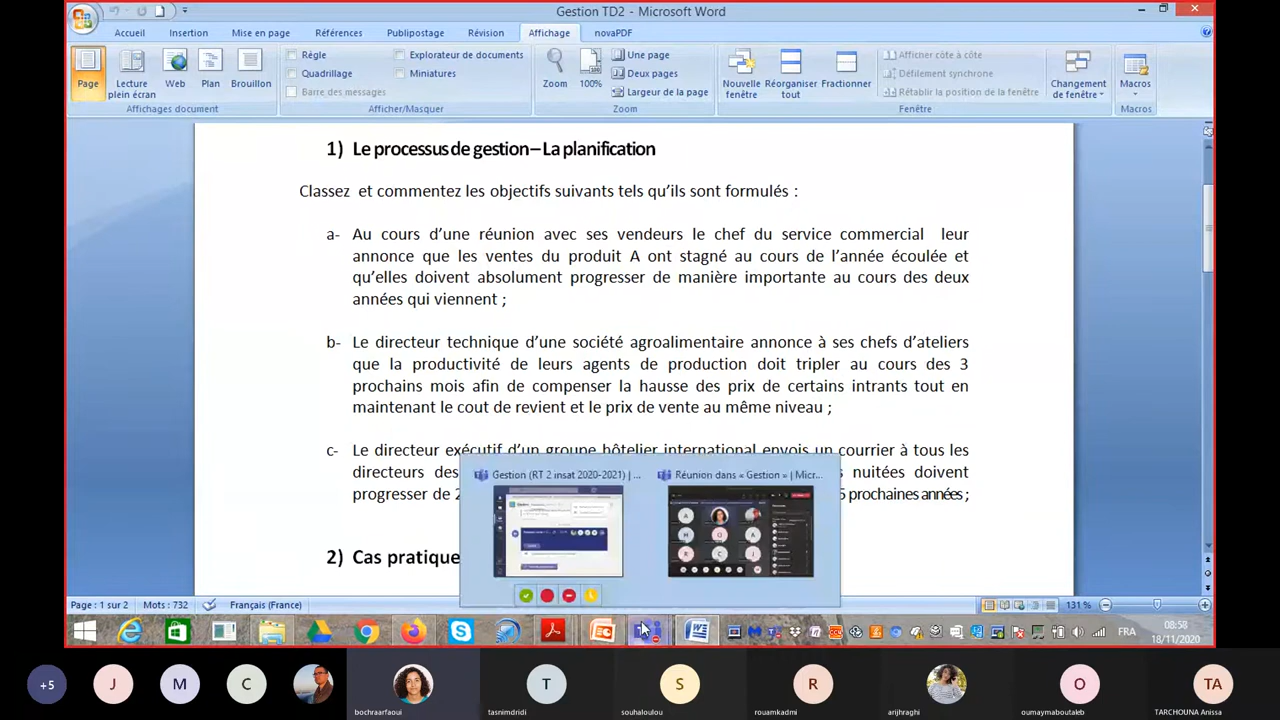 Gestion TD2 - Microsoft Word
Accueil Insertion Mise en page Références Publipostage Révision Affichage novaPDF
Page
Lecture plein écran
Web
Plan
Brouillon
Affichages document
Règle
Quadrillage
Barre des messages
Explorateur de documents
Miniatures
Afficher/Masquer
Zoom
100%
Une page
Deux pages
Largeur de la page
Zoom
Nouvelle fenêtre
Réorganiser tout
Fractionner
Afficher côte à côte
Défilement synchrone
Rétablir la position de la fenêtre
Changement de fenêtre
Fenêtre
Macros
Macros
1) Le processus de gestion – La planification
Classez et commentez les objectifs suivants tels qu'ils sont formulés :
a- Au cours d'une réunion avec ses vendeurs le chef du service commercial leur
annonce que les ventes du produit A ont stagné au cours de l'année écoulée et
qu'elles doivent absolument progresser de manière importante au cours des deux
années qui viennent ;
b- Le directeur technique d'une société agroalimentaire annonce à ses chefs d'ateliers
que la productivité de leurs agents de production doit tripler au cours des 3
prochains mois afin de compenser la hausse des prix de certains intrants tout en
maintenant le cout de revient et le prix de vente au même niveau ;
c- Le directeur exécutif d'un groupe hôtelier international envois un courrier à tous les
directeurs des nuitées doivent
progresser de 2 5 prochaines années ;
2) Cas pratique
Gestion (RT 2 insat 2020-2021) | ...
Réunion dans « Gestion » | Micr...
Page : 1 sur 2 Mots : 732 Français (France) 131 %
FRA
08:58
18/11/2020
+5 J M C T S R O TA
bochraarfaoui tasnimdridi souhaloulou rouamkadmi arijhraghi oumaymaboutaleb TARCHOUNA Anissa